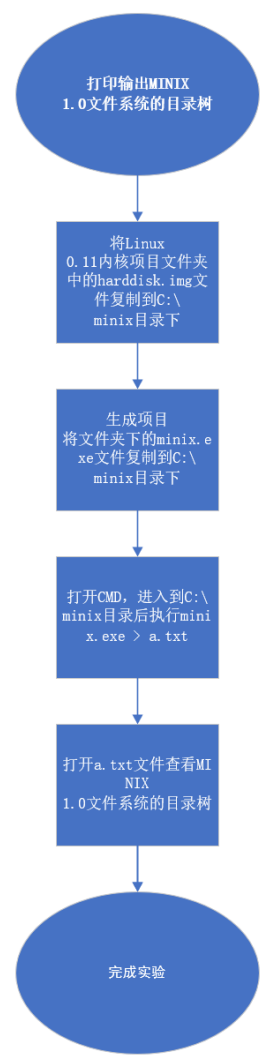 打印输出MINIX
1.0文件系统的目录树
将Linux
0.11内核项目文件夹
中的harddisk.img文
件复制到C:\
minix目录下
生成项目
将文件夹下的minix.e
xe文件复制到C:\
minix目录下
打开CMD，进入到C:\
minix目录后执行mini
x.exe > a.txt
打开a.txt文件查看MI
NIX
1.0文件系统的目录树
完成实验